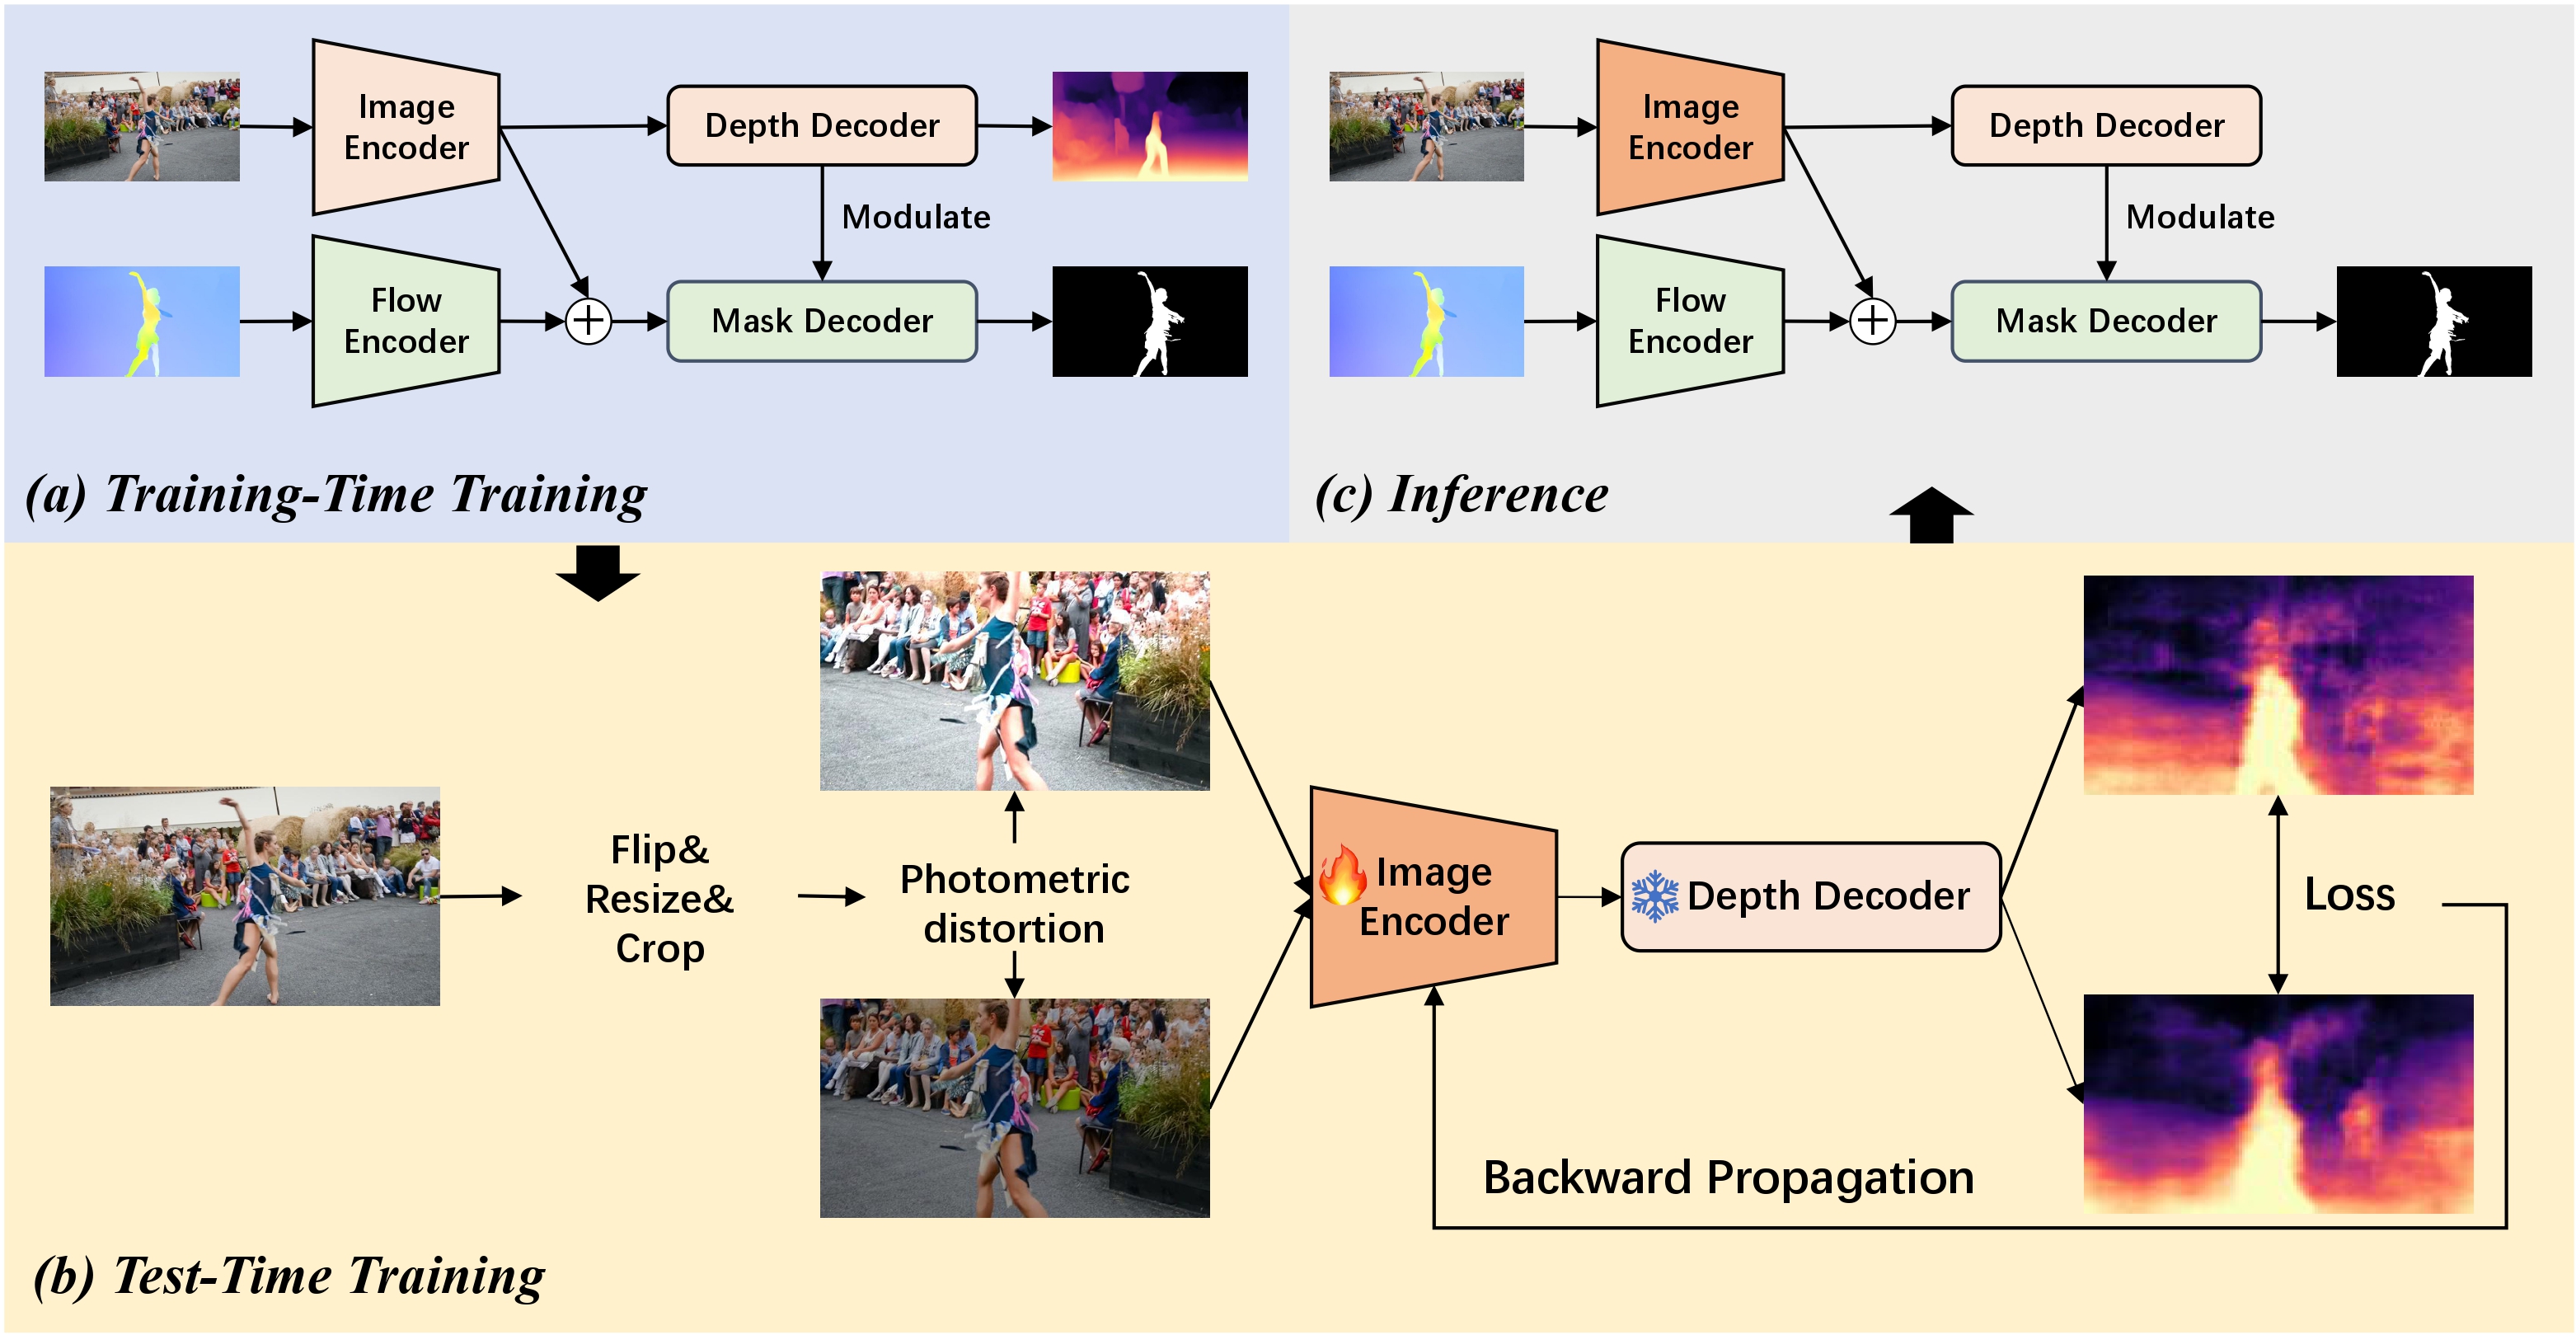 Image
Encoder
Depth Decoder
Modulate
Flow
Encoder
Mask Decoder
(a) Training-Time Training
Image
Encoder
Depth Decoder
Modulate
Flow
Encoder
Mask Decoder
(c) Inference
Flip&
Resize&
Crop
Photometric
distortion
Image
Encoder
Depth Decoder
Loss
Backward Propagation
(b) Test-Time Training